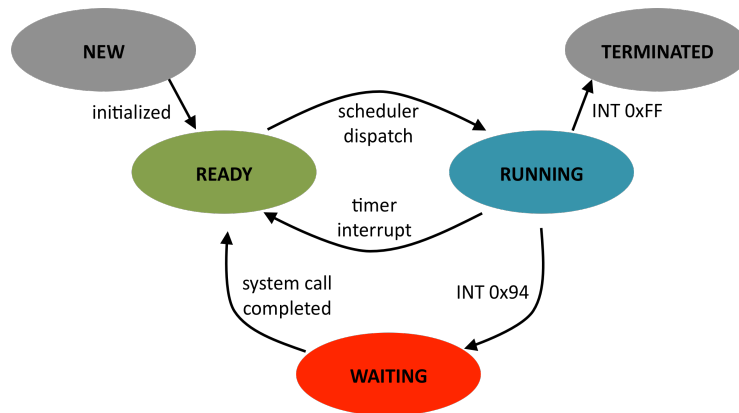 NEW
TERMINATED
initialized
scheduler
dispatch
INT 0xFF
READY
RUNNING
timer
interrupt
system call
completed
INT 0x94
WAITING